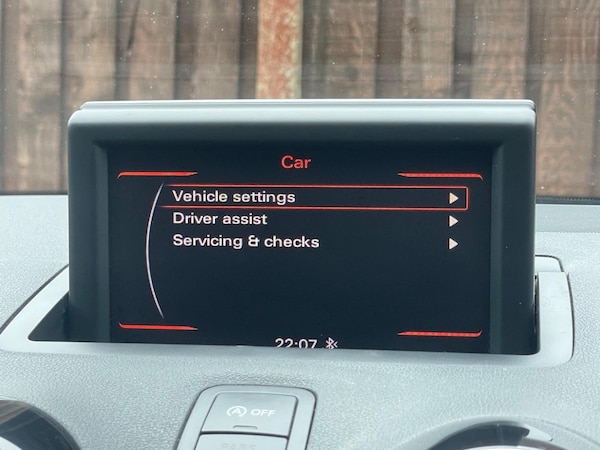 Car
Vehicle settings
Driver assist
Servicing & checks
22:07
OFF